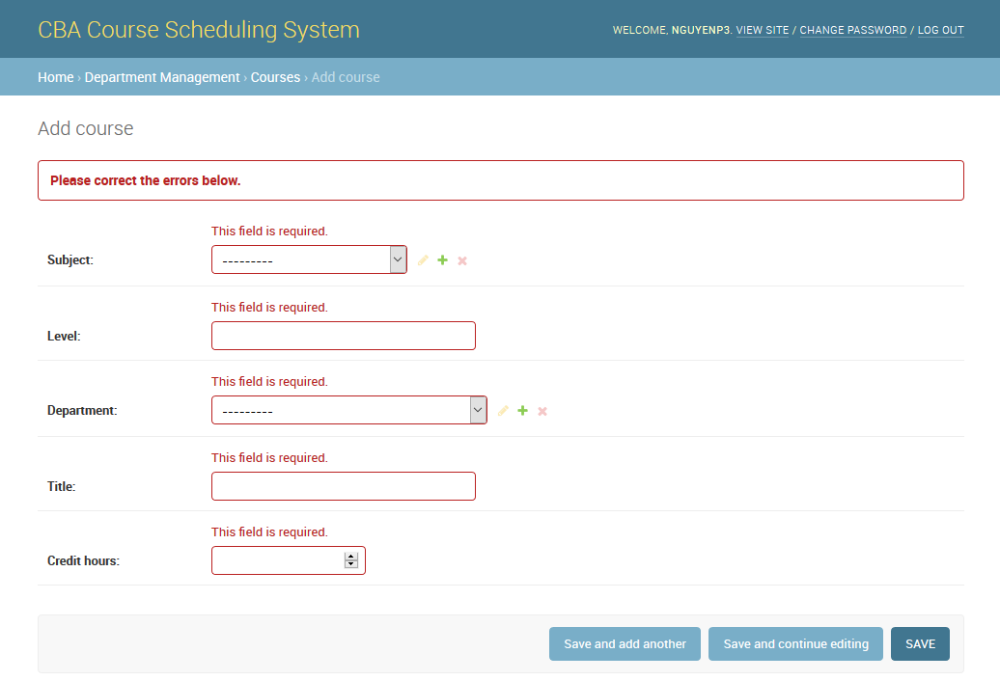 CBA Course Scheduling System
WELCOME, NGUYENP3. VIEW SITE / CHANGE PASSWORD / LOG OUT
Home › Department Management › Courses › Add course
Add course
Please correct the errors below.
This field is required.
Subject: ---------
This field is required.
Level:
This field is required.
Department: ---------
This field is required.
Title:
This field is required.
Credit hours:
Save and add another Save and continue editing SAVE